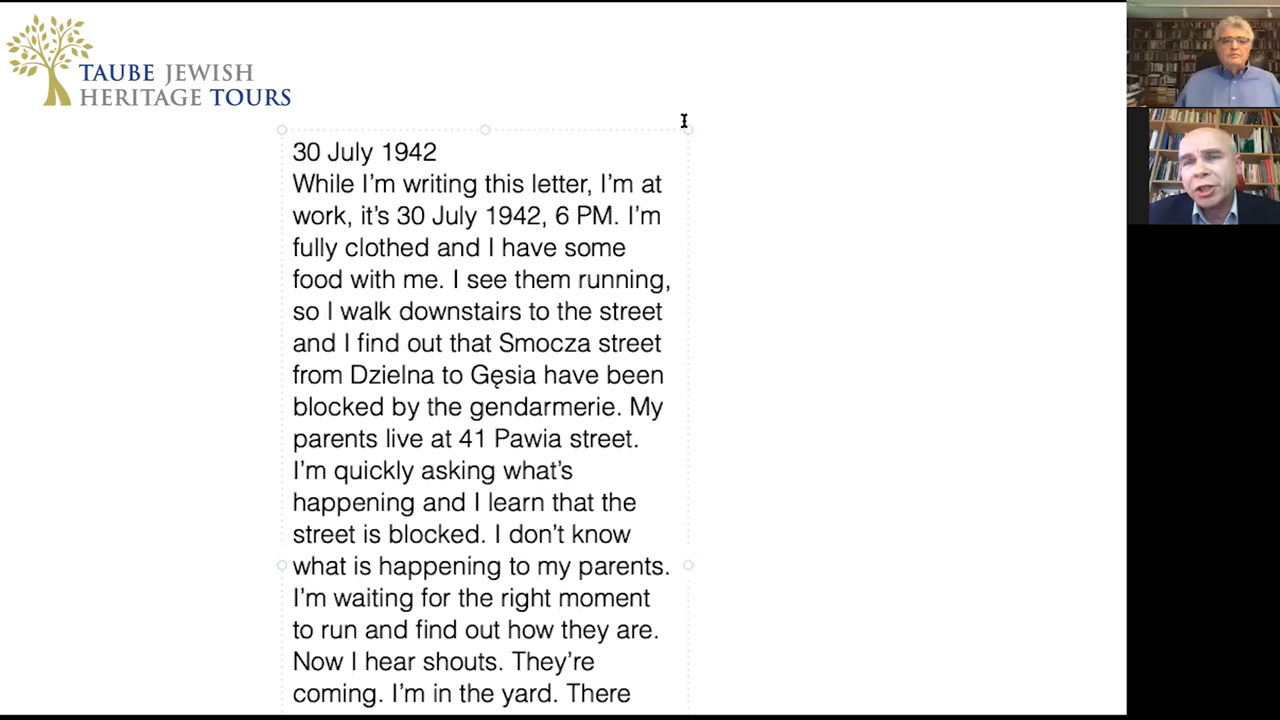 TAUBE JEWISH
HERITAGE TOURS
30 July 1942
While I'm writing this letter, I'm at
work, it's 30 July 1942, 6 PM. I'm
fully clothed and I have some
food with me. I see them running,
so I walk downstairs to the street
and I find out that Smocza street
from Dzielna to Gęsia have been
blocked by the gendarmerie. My
parents live at 41 Pawia street.
I'm quickly asking what's
happening and I learn that the
street is blocked. I don't know
what is happening to my parents.
I'm waiting for the right moment
to run and find out how they are.
Now I hear shouts. They're
coming. I'm in the yard. There